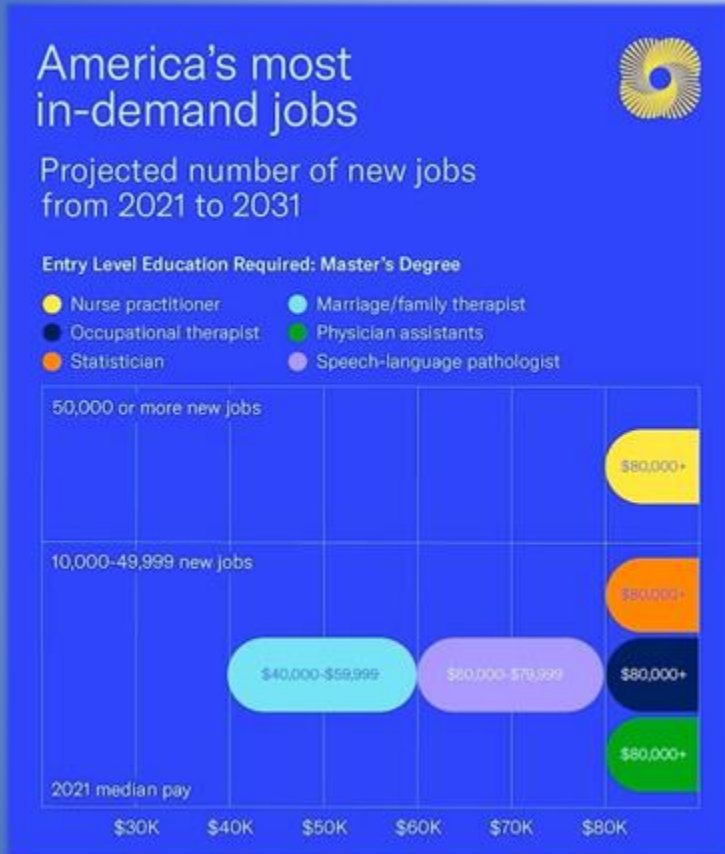 America's most
in-demand jobs
Projected number of new jobs
from 2021 to 2031
Entry Level Education Required: Master's Degree
Nurse practitioner
Marriage/family therapist
Occupational therapist
Physician assistants
Statistician
Speech-language pathologist
50,000 or more new jobs
$80,000+
10,000-49,999 new jobs
$80,000+
$40,000-$59,999
$60,000-$79,999
$80,000+
$80,000+
2021 median pay
$30K
$40K
$50K
$60K
$70K
$80K